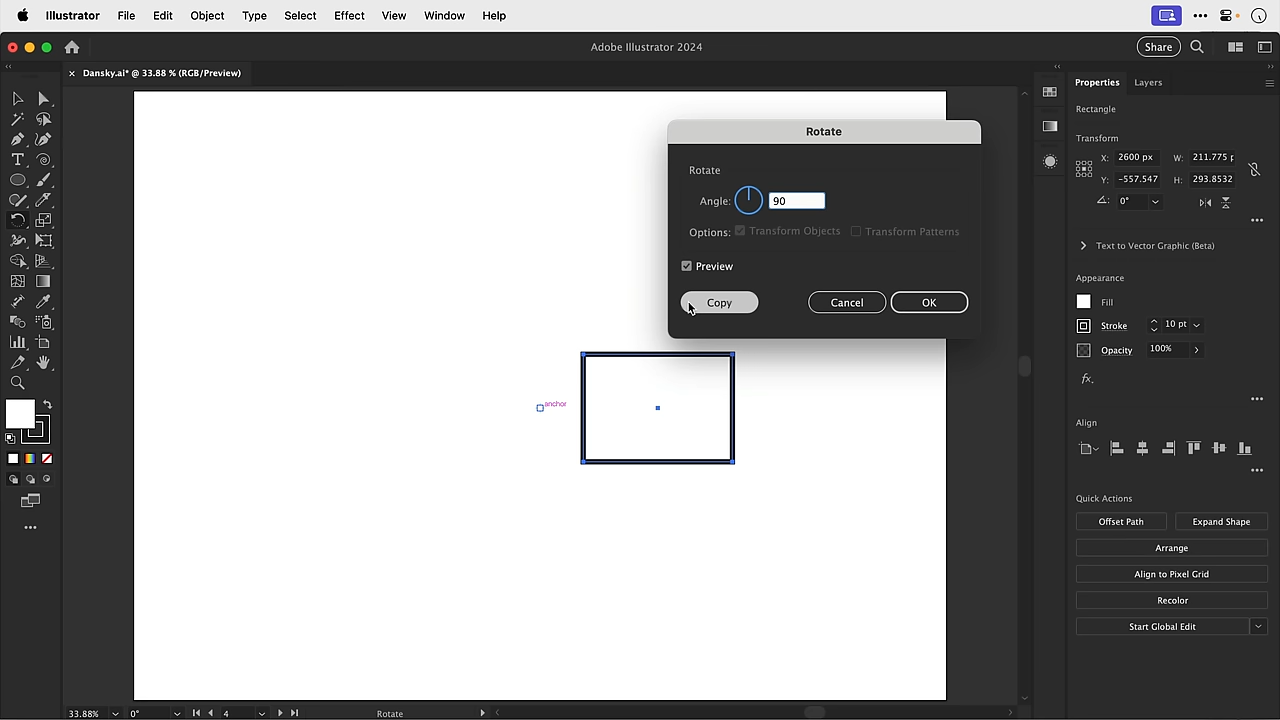 Illustrator File Edit Object Type Select Effect View Window Help
Adobe Illustrator 2024
Share
Dansky.ai* @ 33.88 % (RGB/Preview)
Properties Layers
Rectangle
Transform
X: 2600 px W: 211.775 p
Y: -557.547 H: 293.8532
0°
Text to Vector Graphic (Beta)
Appearance
Fill
Stroke 10 pt
Opacity 100%
fx.
Align
Quick Actions
Offset Path Expand Shape
Arrange
Align to Pixel Grid
Recolor
Start Global Edit
Rotate
Rotate
Angle: 90
Options: Transform Objects Transform Patterns
Preview
Copy Cancel OK
anchor
33.88% 0° 4 Rotate